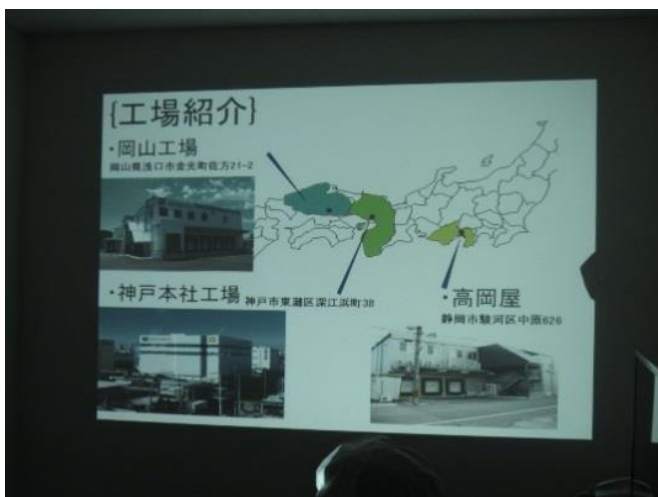 {工場紹介}
・岡山工場
岡山県浅口市金光町佐方21-2
・神戸本社工場
神戸市東灘区深江浜町38
・高岡屋
静岡市駿河区中原626